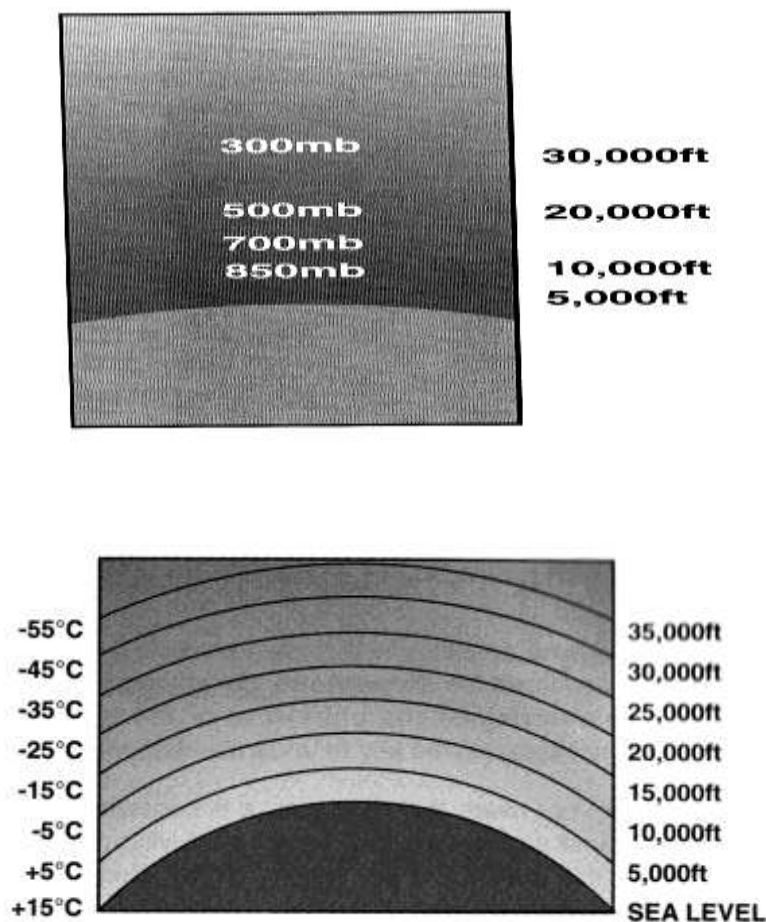 300mb 30,000ft
500mb 20,000ft
700mb
850mb 10,000ft
5,000ft
-55°C 35,000ft
-45°C 30,000ft
-35°C 25,000ft
-25°C 20,000ft
-15°C 15,000ft
-5°C 10,000ft
+5°C 5,000ft
+15°C SEA LEVEL